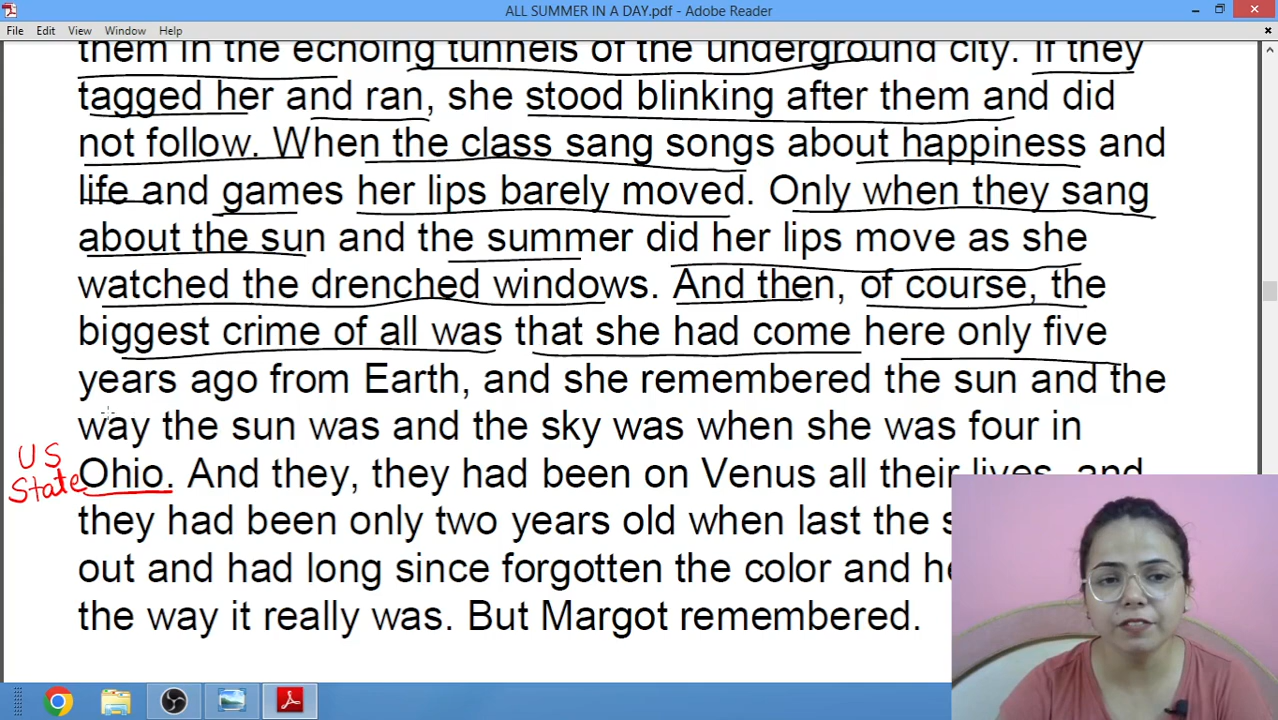 ALL SUMMER IN A DAY.pdf - Adobe Reader
File Edit View Window Help
them in the echoing tunnels of the underground city. If they
tagged her and ran, she stood blinking after them and did
not follow. When the class sang songs about happiness and
life and games her lips barely moved. Only when they sang
about the sun and the summer did her lips move as she
watched the drenched windows. And then, of course, the
biggest crime of all was that she had come here only five
years ago from Earth, and she remembered the sun and the
way the sun was and the sky was when she was four in
US
State
Ohio. And they, they had been on Venus all their lives, and
they had been only two years old when last the
out and had long since forgotten the color and
the way it really was. But Margot remembered.